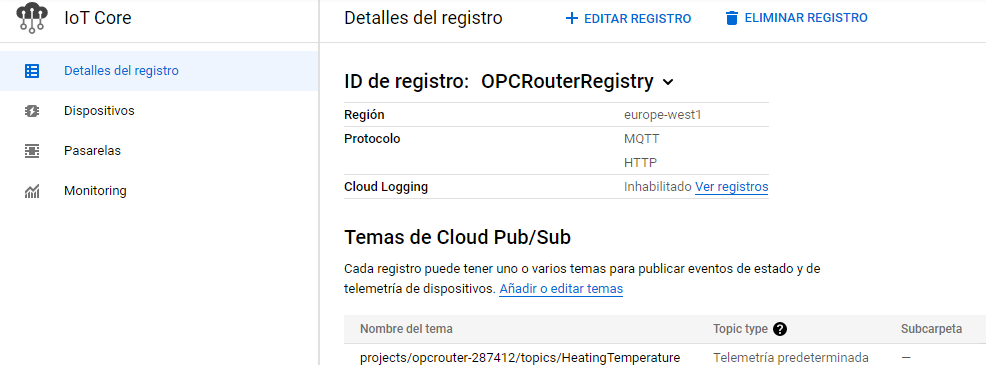 IoT Core
Detalles del registro
Dispositivos
Pasarelas
Monitoring
Detalles del registro
EDITAR REGISTRO
ELIMINAR REGISTRO
ID de registro: OPCRouterRegistry
Región europe-west1
Protocolo MQTT
HTTP
Cloud Logging Inhabilitado Ver registros
Temas de Cloud Pub/Sub
Cada registro puede tener uno o varios temas para publicar eventos de estado y de
telemetría de dispositivos. Añadir o editar temas
Nombre del tema Topic type ? Subcarpeta
projects/opcrouter-287412/topics/HeatingTemperature Telemetría predeterminada —